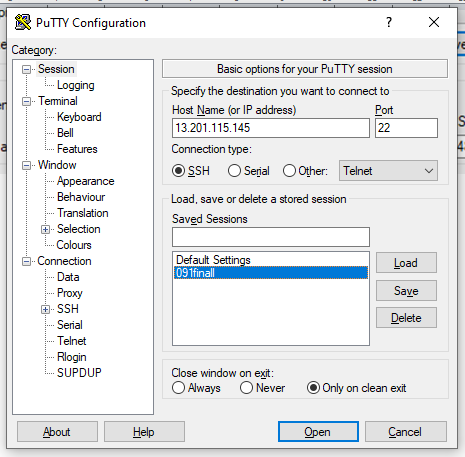 PuTTY Configuration
Category:
Session
Logging
Terminal
Keyboard
Bell
Features
Window
Appearance
Behaviour
Translation
Selection
Colours
Connection
Data
Proxy
SSH
Serial
Telnet
Rlogin
SUPDUP
Basic options for your PuTTY session
Specify the destination you want to connect to
Host Name (or IP address) Port
13.201.115.145 22
Connection type:
SSH Serial Other: Telnet
Load, save or delete a stored session
Saved Sessions
Default Settings
091finall
Load
Save
Delete
Close window on exit:
Always Never Only on clean exit
About Help Open Cancel